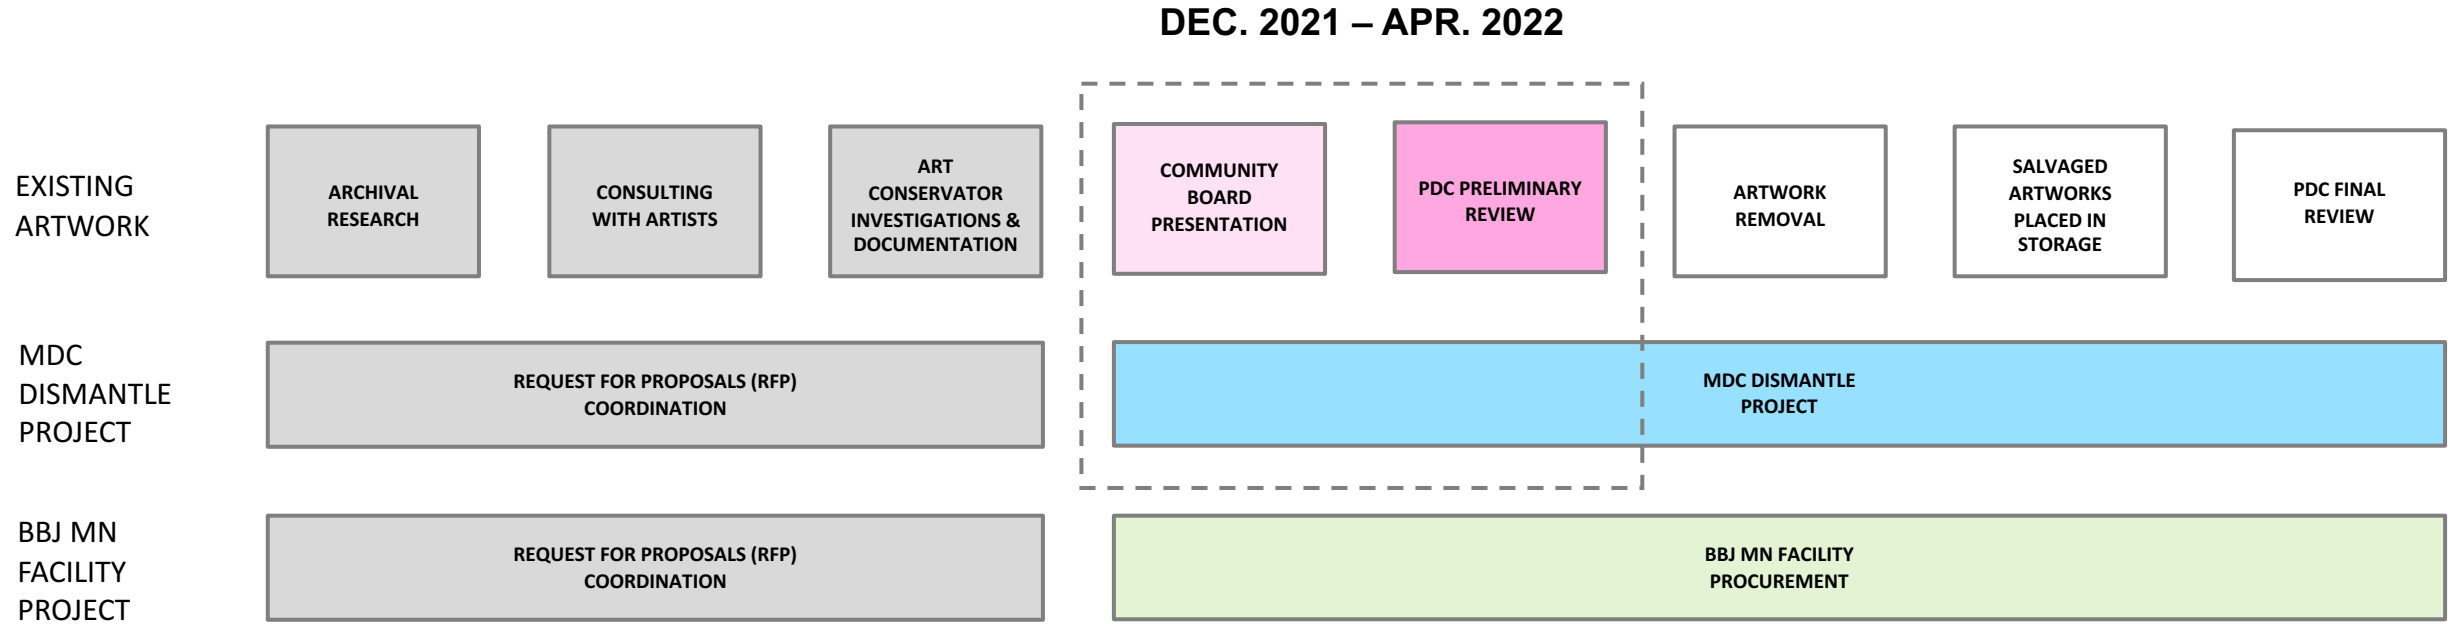 DEC. 2021 – APR. 2022
EXISTING
ARTWORK
ARCHIVAL
RESEARCH
CONSULTING
WITH ARTISTS
ART
CONSERVATOR
INVESTIGATIONS &
DOCUMENTATION
COMMUNITY
BOARD
PRESENTATION
PDC PRELIMINARY
REVIEW
ARTWORK
REMOVAL
SALVAGED
ARTWORKS
PLACED IN
STORAGE
PDC FINAL
REVIEW
MDC
DISMANTLE
PROJECT
REQUEST FOR PROPOSALS (RFP)
COORDINATION
MDC DISMANTLE
PROJECT
BBJ MN
FACILITY
PROJECT
REQUEST FOR PROPOSALS (RFP)
COORDINATION
BBJ MN FACILITY
PROCUREMENT